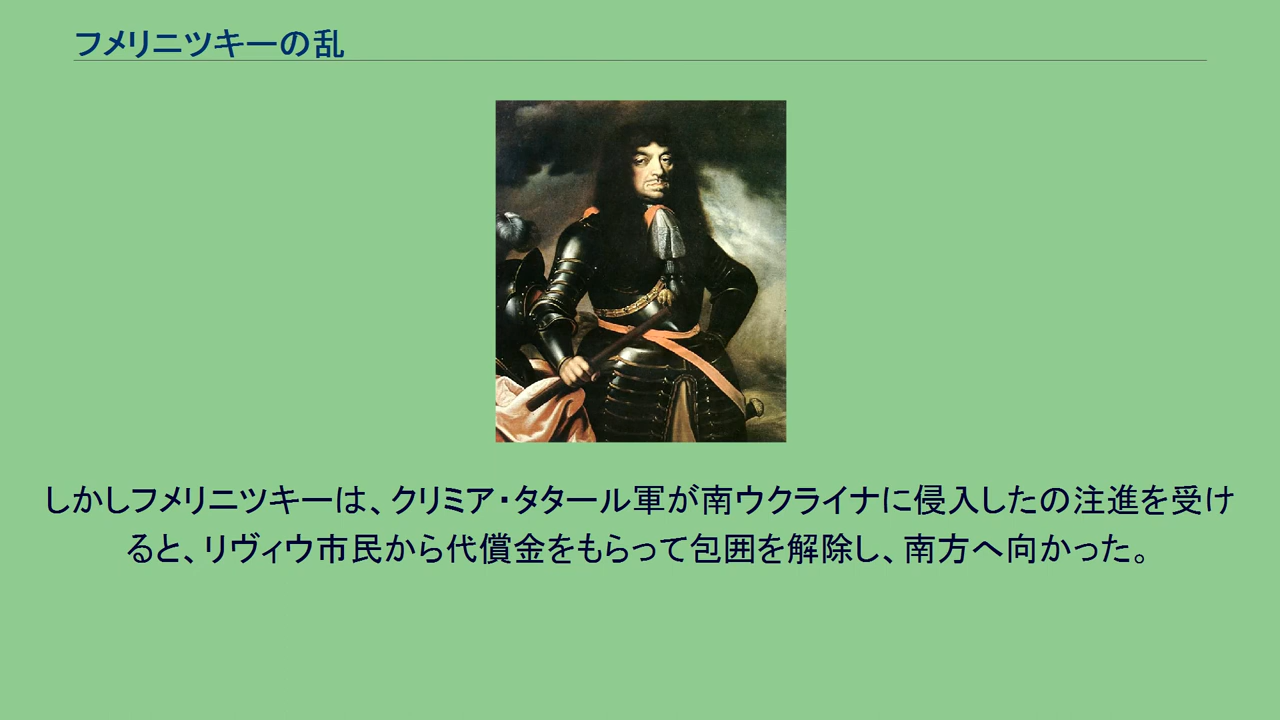 フメリニツキーの乱
しかしフメリニツキーは、クリミア・タタール軍が南ウクライナに侵入したの注進を受け
ると、リヴィウ市民から代償金をもらって包囲を解除し、南方へ向かった。